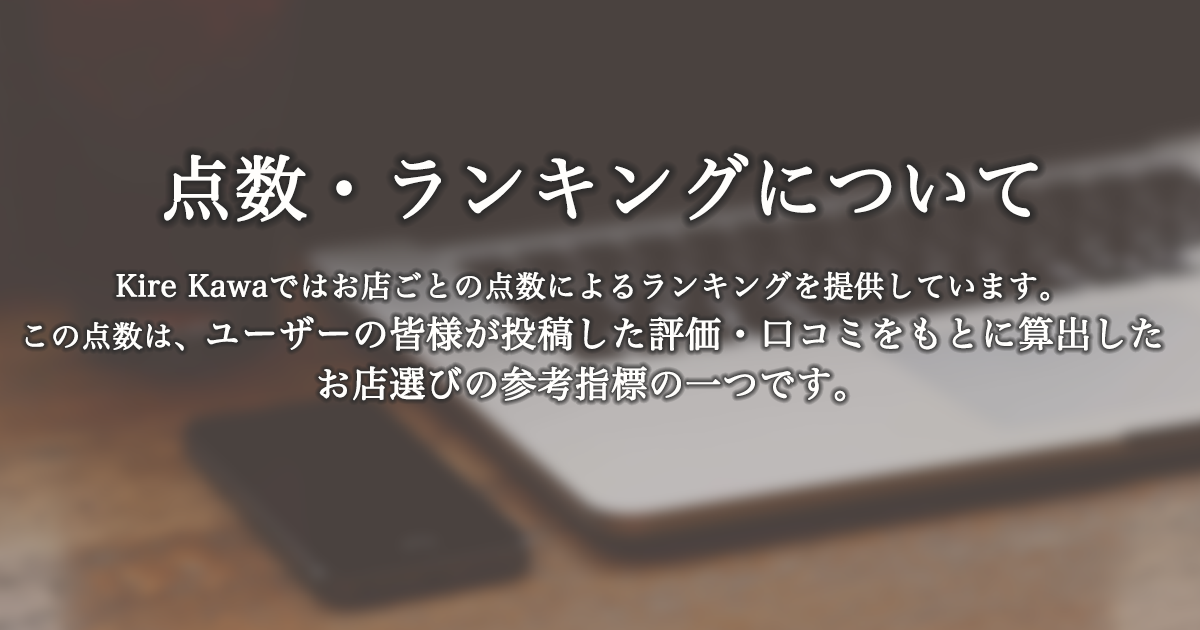 点数・ランキングについて
Kire Kawaではお店ごとの点数によるランキングを提供しています。
この点数は、ユーザーの皆様が投稿した評価・口コミをもとに算出した
お店選びの参考指標の一つです。